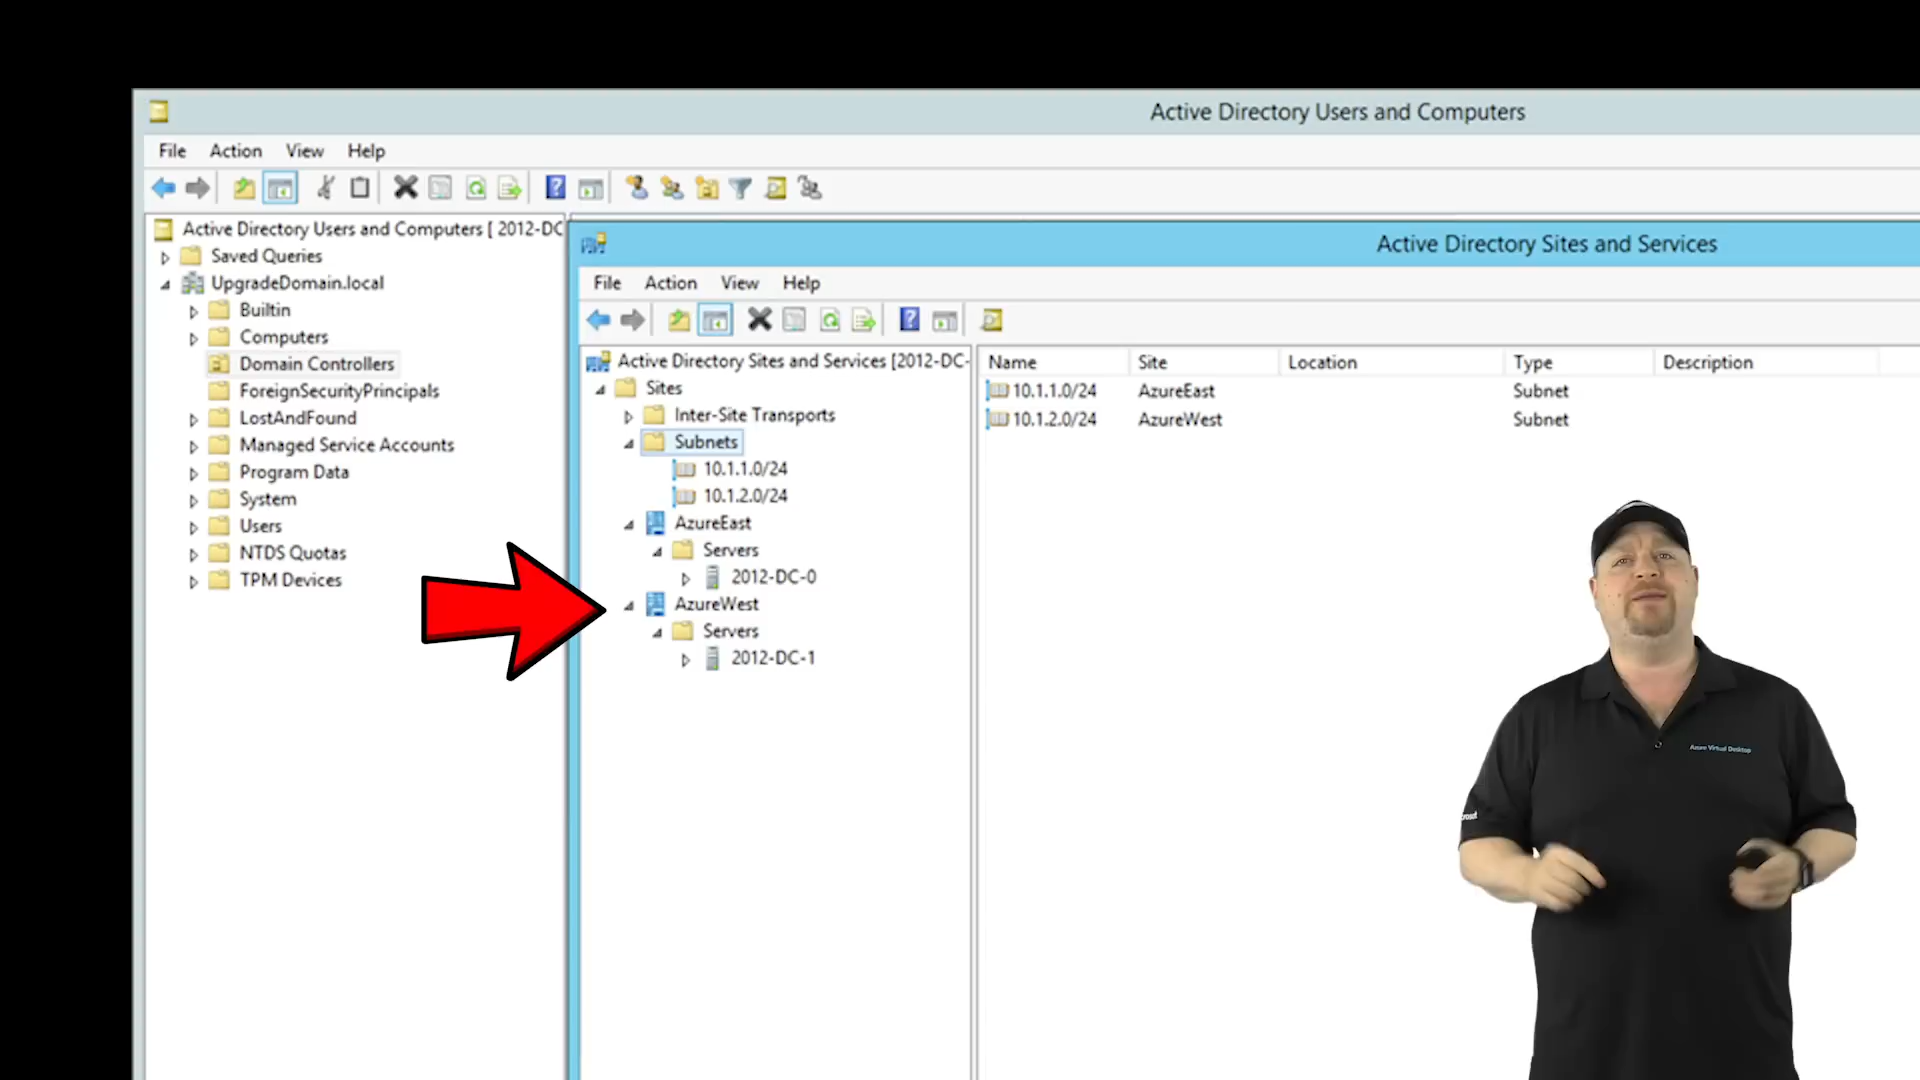 Active Directory Users and Computers
File Action View Help
Active Directory Users and Computers [ 2012-DC
Saved Queries
UpgradeDomain.local
Builtin
Computers
Domain Controllers
ForeignSecurityPrincipals
LostAndFound
Managed Service Accounts
Program Data
System
Users
NTDS Quotas
TPM Devices
Active Directory Sites and Services
File Action View Help
Active Directory Sites and Services [2012-DC-
Sites
Inter-Site Transports
Subnets
10.1.1.0/24
10.1.2.0/24
AzureEast
Servers
2012-DC-0
AzureWest
Servers
2012-DC-1
Name Site Location Type Description
10.1.1.0/24 AzureEast Subnet
10.1.2.0/24 AzureWest Subnet
Azure Virtual Desktop